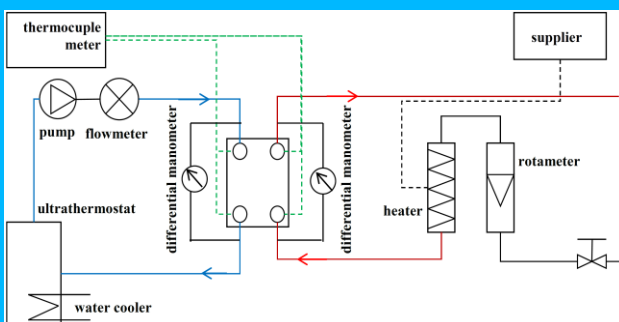 thermocuple
meter
supplier
pump
flowmeter
differential manometer
differential manometer
rotameter
heater
ultrathermostat
water cooler